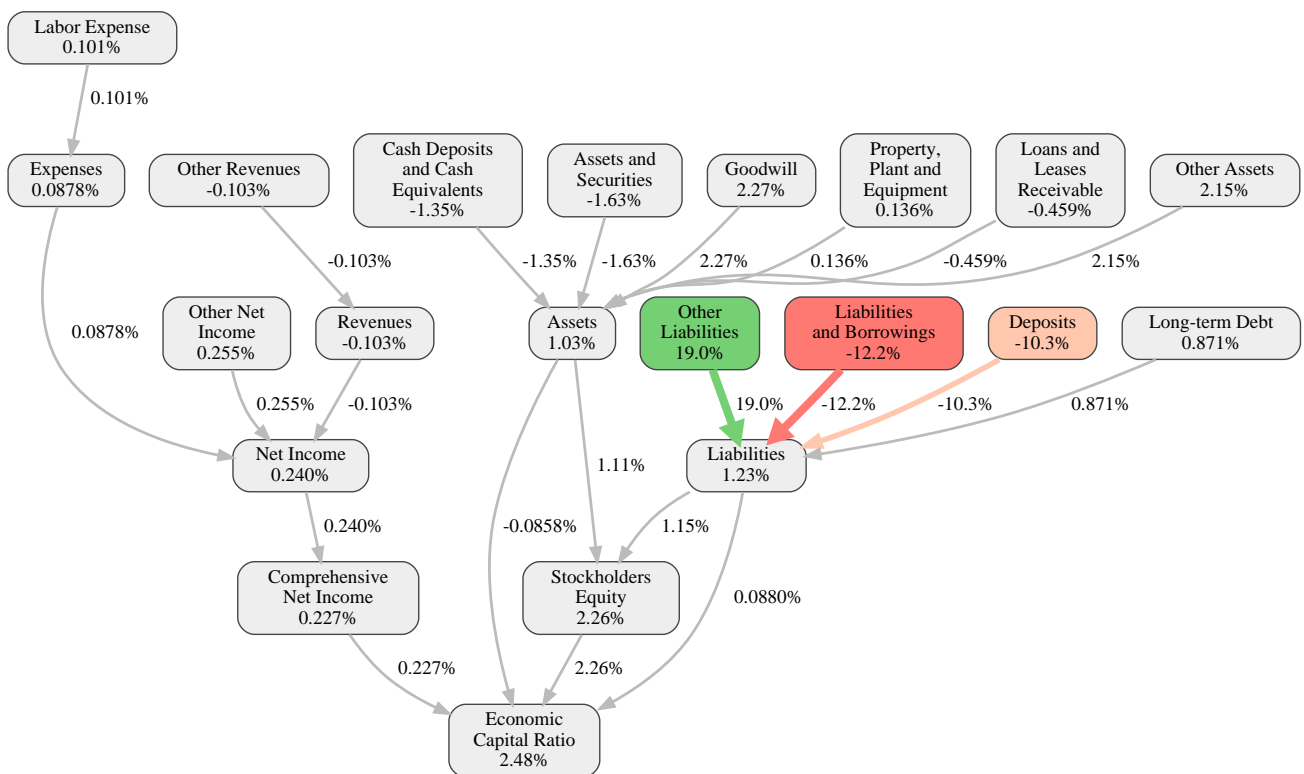 Labor Expense
0.101%
0.101%
Expenses
0.0878%
Other Revenues
-0.103%
Cash Deposits
and Cash
Equivalents
-1.35%
Assets and
Securities
-1.63%
Goodwill
2.27%
Property,
Plant and
Equipment
0.136%
Loans and
Leases
Receivable
-0.459%
Other Assets
2.15%
-0.103%
-1.35%
-1.63%
2.27%
0.136%
-0.459%
2.15%
0.0878%
Other Net
Income
0.255%
Revenues
-0.103%
Assets
1.03%
Other
Liabilities
19.0%
Liabilities
and Borrowings
-12.2%
Deposits
-10.3%
Long-term Debt
0.871%
0.255%
-0.103%
19.0%
-12.2%
-10.3%
0.871%
Net Income
0.240%
1.11%
Liabilities
1.23%
0.240%
-0.0858%
1.15%
Comprehensive
Net Income
0.227%
Stockholders
Equity
2.26%
0.0880%
0.227%
2.26%
Economic
Capital Ratio
2.48%